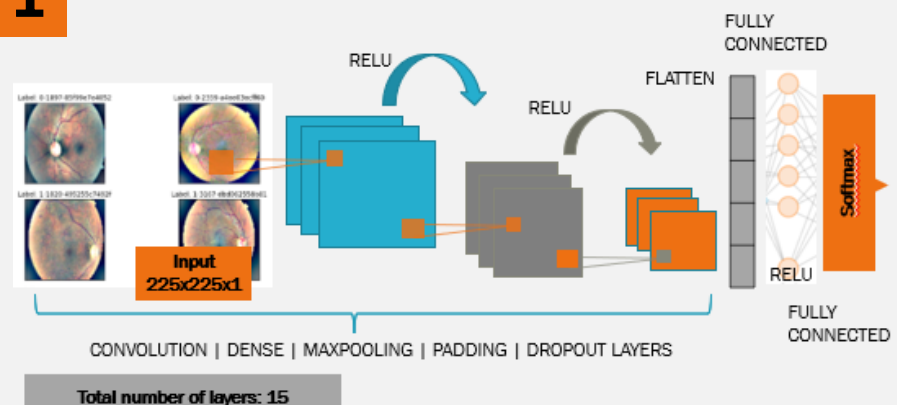 1
FULLY
CONNECTED
RELU
FLATTEN
RELU
Softmax
Input
225x225x1
RELU
FULLY
CONNECTED
CONVOLUTION | DENSE | MAXPOOLING | PADDING | DROPOUT LAYERS
Total number of layers: 15